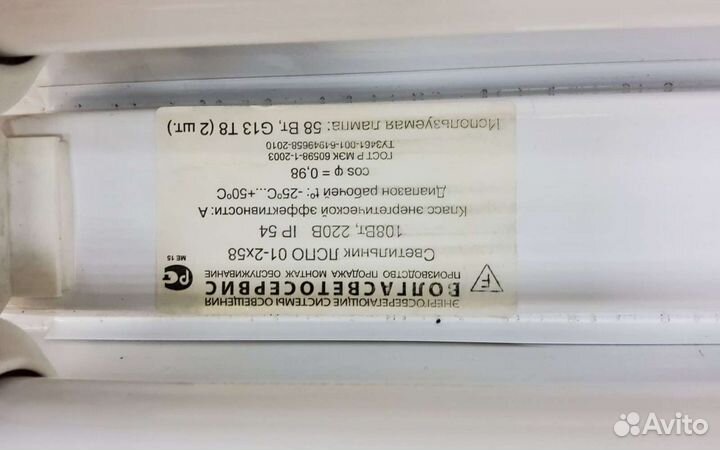 ЭНЕРГОСБЕРЕГАЮЩИЕ СИСТЕМЫ ОСВЕЩЕНИЯ
ВОЛГАСВЕТОСЕРВИС
ПРОИЗВОДСТВО ПРОДАЖА МОНТАЖ ОБСЛУЖИВАНИЕ
F
РС
МЕ 15
Светильник ЛСПО 01-2х58
108Вт, 220В IP 54
Класс энергетической эффективности: А
Диапазон рабочей t°: -25°С...+50°С
cos φ = 0,98
ГОСТ Р МЭК 60598-1-2003
ТУ3461-001-64949658-2010
Используемая лампа: 58 Вт, G13 T8 (2 шт.)
Avito